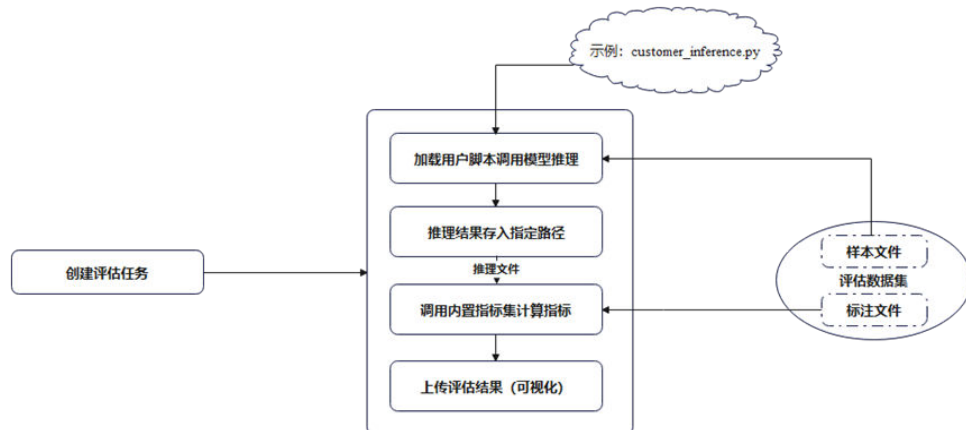 示例：customer_inference.py
加载用户脚本调用模型推理
推理结果存入指定路径
推理文件
调用内置指标集计算指标
上传评估结果（可视化）
创建评估任务
样本文件
评估数据集
标注文件